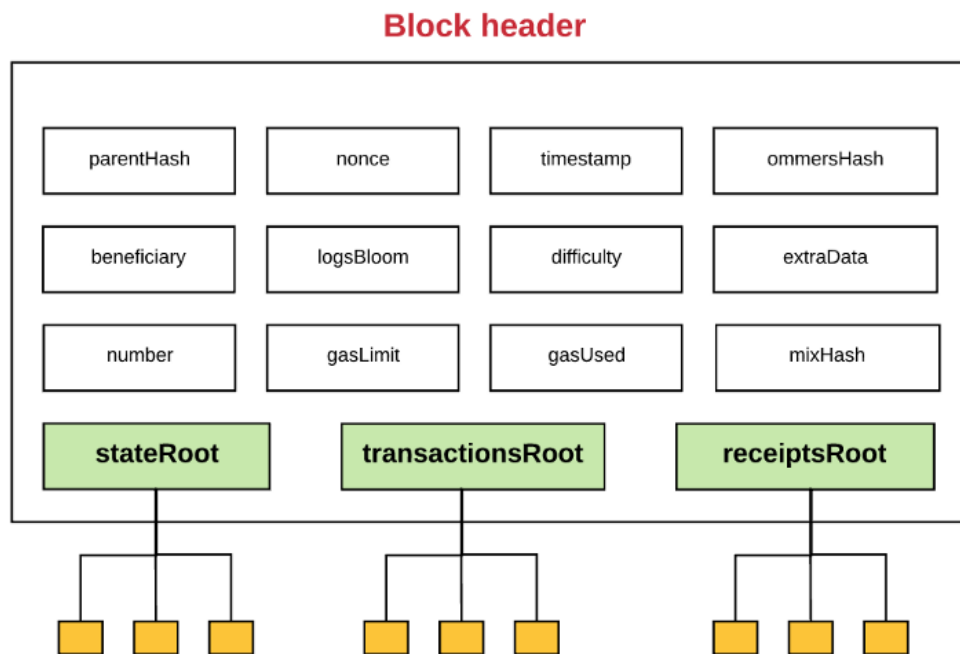 Block header
parentHash
nonce
timestamp
ommersHash
beneficiary
logsBloom
difficulty
extraData
number
gasLimit
gasUsed
mixHash
stateRoot
transactionsRoot
receiptsRoot